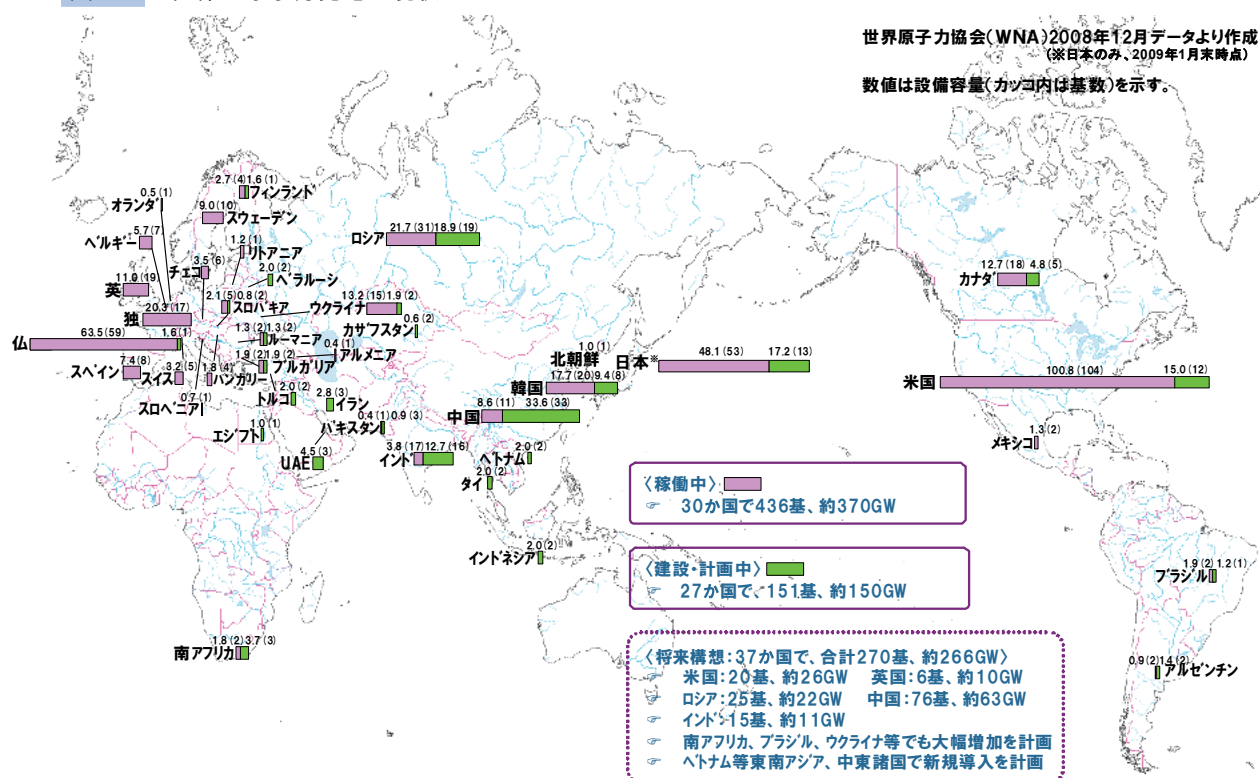 世界原子力協会(WNA)2008年12月データより作成
(※日本のみ、2009年1月末時点)
数値は設備容量(カッコ内は基数)を示す。
2.7 (4) 1.6 (1)
フィンランド
0.5 (1)
オランダ
9.0 (10)
スウェーデン
5.7 (7)
ベルギー
1.2 (1)
リトアニア
21.7 (31) 18.9 (19)
ロシア
3.5 (6)
チェコ
2.0 (2)
ベラルーシ
11.0 (19)
英
2.1 (5) 0.8 (2)
スロバキア
13.2 (15) 1.9 (2)
ウクライナ
20.3 (17)
独
0.6 (2)
カザフスタン
63.5 (59) 1.6 (1)
仏
1.3 (2) 1.3 (2)
ルーマニア
0.4 (1)
アルメニア
1.9 (2) 1.9 (2)
ブルガリア
7.4 (8)
スペイン
3.2 (5)
スイス
1.8 (4)
ハンガリー
0.7 (1)
スロベニア
2.0 (2)
トルコ
2.8 (3)
イラン
0.4 (1) 0.9 (3)
パキスタン
1.0 (1)
エジプト
4.5 (3)
UAE
3.8 (17) 12.7 (16)
インド
1.0 (1)
北朝鮮
48.1 (53) 17.2 (13)
日本※
17.7 (20) 9.4 (8)
韓国
8.6 (11) 33.6 (33)
中国
2.0 (2)
ベトナム
2.0 (2)
タイ
2.0 (2)
インドネシア
1.8 (2) 3.7 (3)
南アフリカ
12.7 (18) 4.8 (5)
カナダ
100.8 (104) 15.0 (12)
米国
1.3 (2)
メキシコ
1.9 (2) 1.2 (1)
ブラジル
0.9 (2) 1.4 (2)
アルゼンチン
〈稼働中〉
☞ 30か国で436基、約370GW
〈建設・計画中〉
☞ 27か国で、151基、約150GW
〈将来構想:37か国で、合計270基、約266GW〉
☞ 米国:20基、約26GW 英国:6基、約10GW
☞ ロシア:25基、約22GW 中国:76基、約63GW
☞ インド:15基、約11GW
☞ 南アフリカ、ブラジル、ウクライナ等でも大幅増加を計画
☞ ベトナム等東南アジア、中東諸国で新規導入を計画